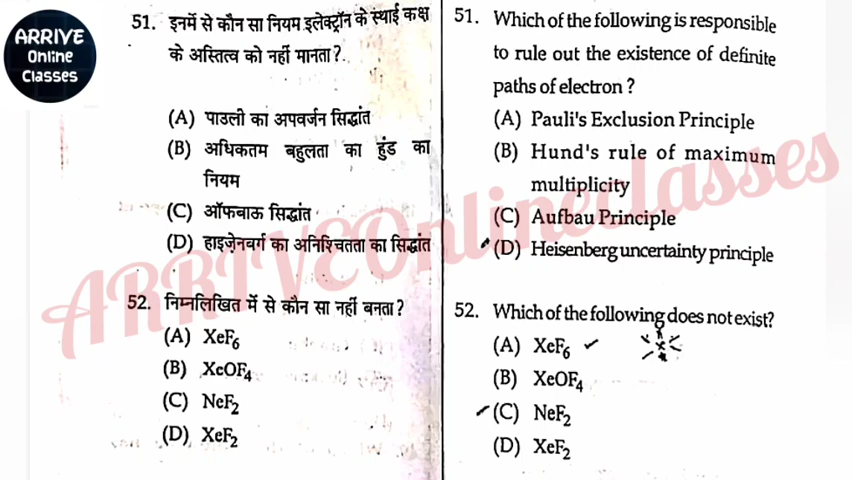 ARRIVE
Online
Classes
51. इनमें से कौन सा नियम इलेक्ट्रॉन के स्थाई कक्ष
के अस्तित्व को नहीं मानता ?
(A) पाउली का अपवर्जन सिद्धांत
(B) अधिकतम बहुलता का हुंड का
नियम
(C) ऑफबाऊ सिद्धांत
(D) हाइज़ेनबर्ग का अनिश्चितता का सिद्धांत
52. निम्नलिखित में से कौन सा नहीं बनता ?
(A) XeF6
(B) XeOF4
(C) NeF2
(D) XeF2
51. Which of the following is responsible
to rule out the existence of definite
paths of electron ?
(A) Pauli's Exclusion Principle
(B) Hund's rule of maximum
multiplicity
(C) Aufbau Principle
(D) Heisenberg uncertainty principle
52. Which of the following does not exist?
(A) XeF6
(B) XeOF4
(C) NeF2
(D) XeF2
ARRIVEOnlineclasses